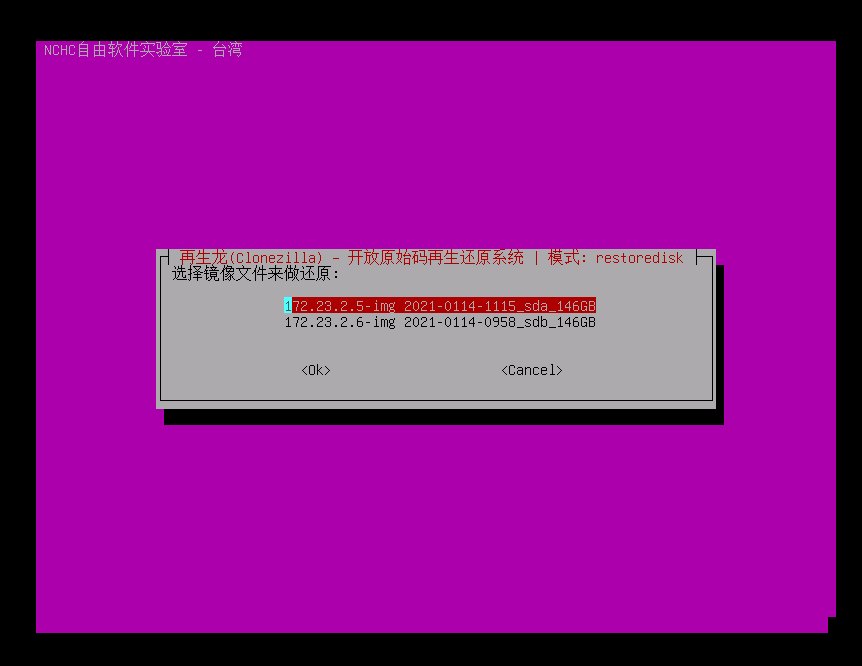 NCHC自由软件实验室 - 台湾
再生龙(Clonezilla) - 开放原始码再生还原系统 | 模式: restoredisk
选择镜像文件来做还原:
172.23.2.5-img 2021-0114-1115_sda_146GB
172.23.2.6-img 2021-0114-0958_sdb_146GB
<Ok> <Cancel>